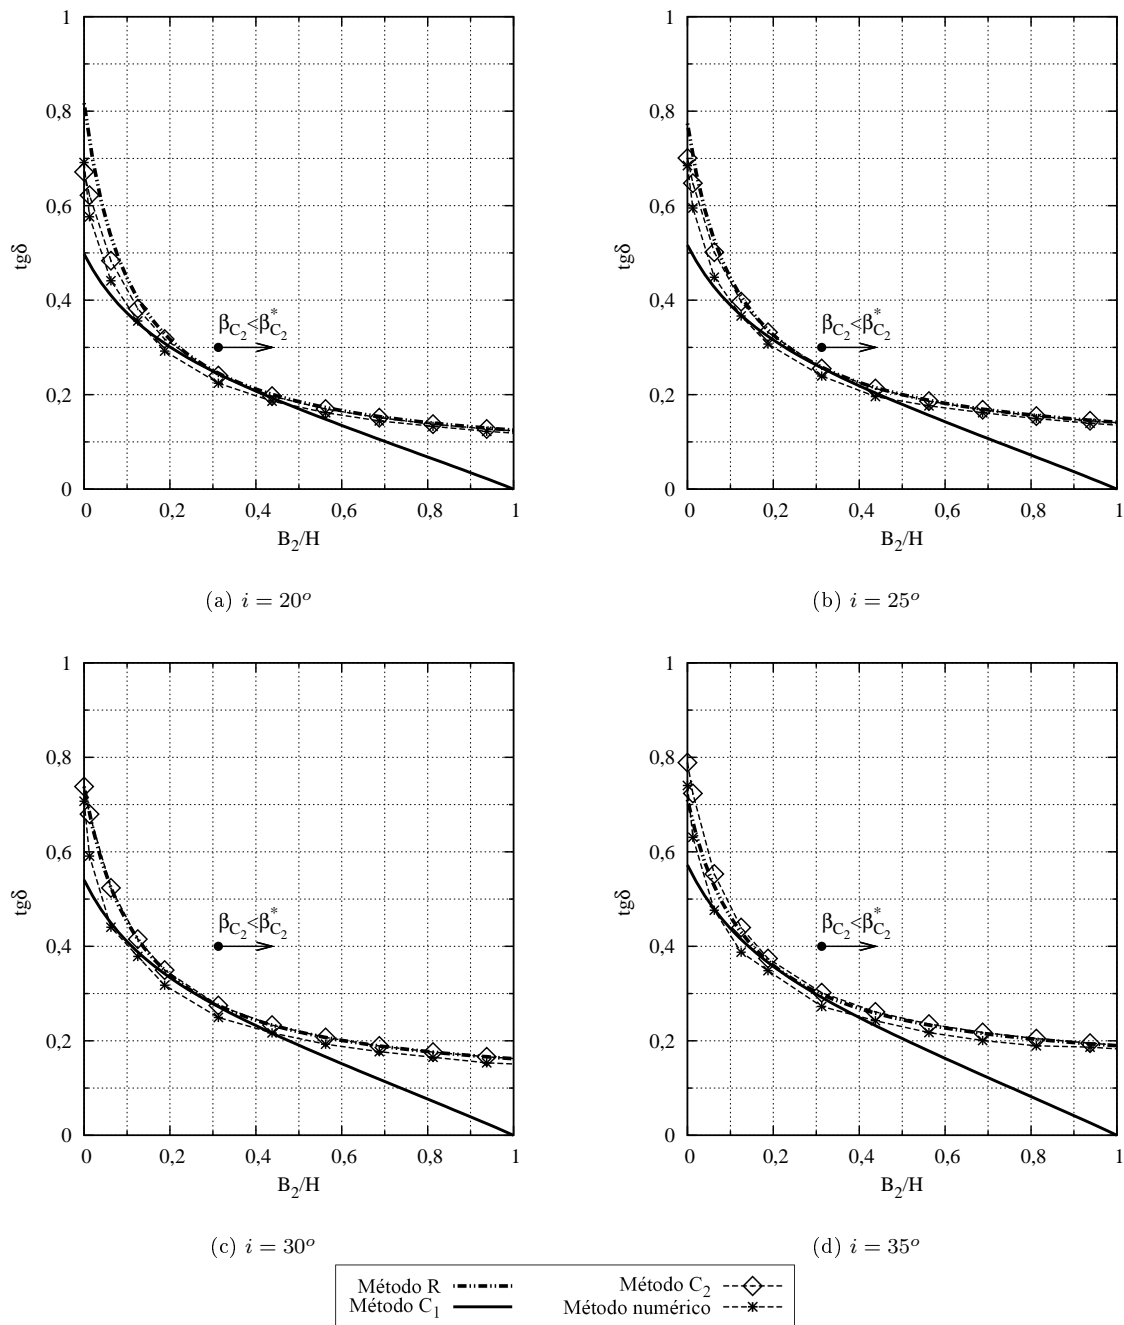 1
0,8
0,6
0,4
0,2
0
tgδ
β_C₂<β*_C₂
0 0,2 0,4 0,6 0,8 1
B₂/H
(a) i = 20º
1
0,8
0,6
0,4
0,2
0
tgδ
β_C₂<β*_C₂
0 0,2 0,4 0,6 0,8 1
B₂/H
(b) i = 25º
1
0,8
0,6
0,4
0,2
0
tgδ
β_C₂<β*_C₂
0 0,2 0,4 0,6 0,8 1
B₂/H
(c) i = 30º
1
0,8
0,6
0,4
0,2
0
tgδ
β_C₂<β*_C₂
0 0,2 0,4 0,6 0,8 1
B₂/H
(d) i = 35º
Método R
Método C₁
Método C₂
Método numérico